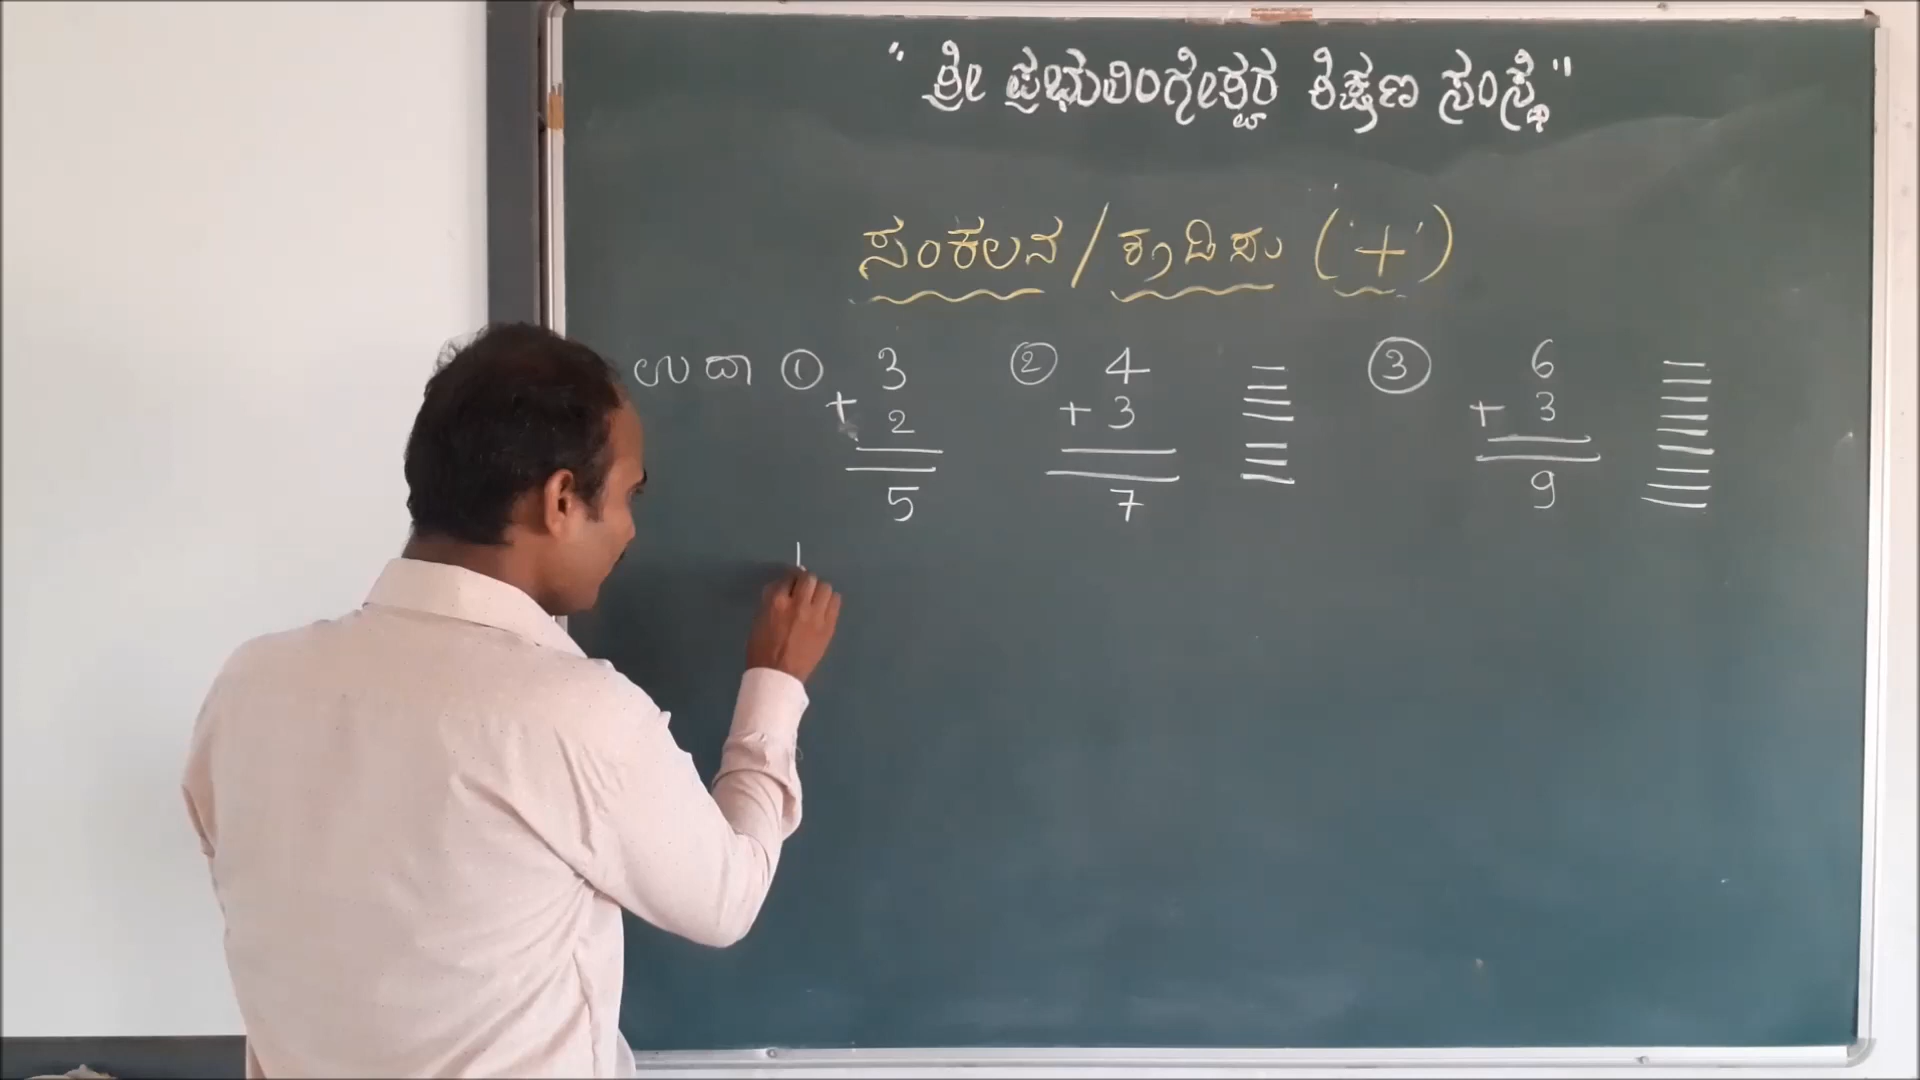 "ಶ್ರೀ ಪ್ರಭುಲಿಂಗೇಶ್ವರ ಶಿಕ್ಷಣ ಸಂಸ್ಥೆ"
ಸಂಕಲನ / ಕೂಡಿಸು ('+')
ಉದಾ ① 3 ② 4 ③ 6
+ 2 + 3 + 3
5 7 9